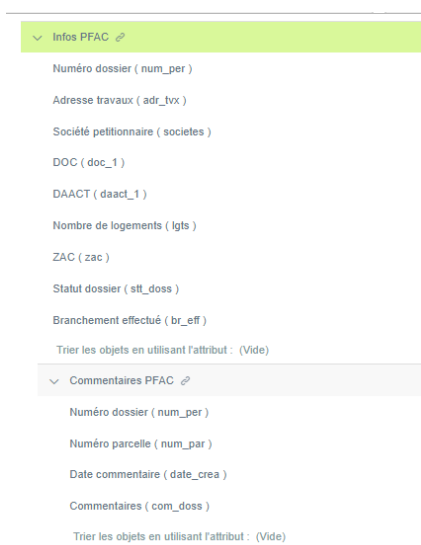 Infos PFAC
Numéro dossier ( num_per )
Adresse travaux ( adr_tvx )
Société petitionnaire ( societes )
DOC ( doc_1 )
DAACT ( daact_1 )
Nombre de logements ( lgts )
ZAC ( zac )
Statut dossier ( stt_doss )
Branchement effectué ( br_eff )
Trier les objets en utilisant l'attribut : (Vide)
Commentaires PFAC
Numéro dossier ( num_per )
Numéro parcelle ( num_par )
Date commentaire ( date_crea )
Commentaires ( com_doss )
Trier les objets en utilisant l'attribut : (Vide)